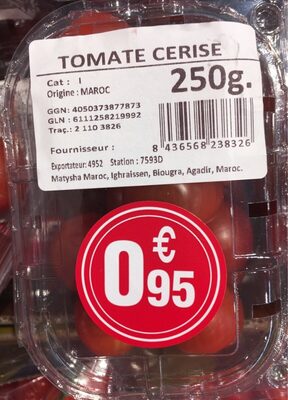 TOMATE CERISE
Cat : I
Origine : MAROC
250g.
GGN: 4050373877873
GLN : 6111258219992
Traç.: 2 110 3826
8 436568 238326
Fournisseur :
Exportateur: 4952 Station : 7593D
Matysha Maroc, Ighraissen, Biougra, Agadir, Maroc.
0€95